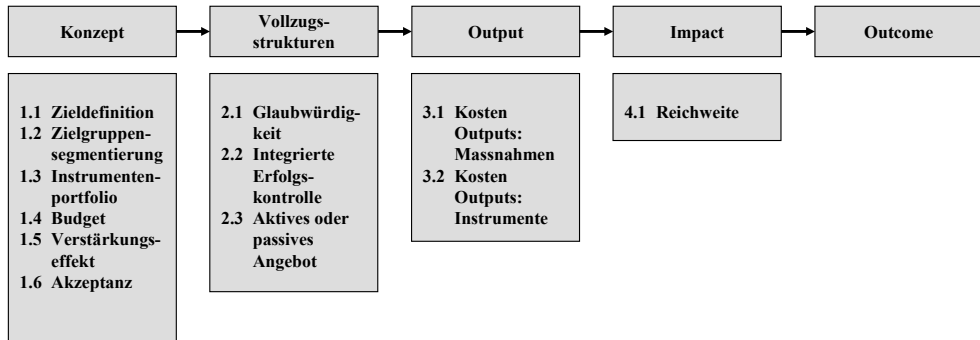 Konzept
Vollzugs-
strukturen
Output
Impact
Outcome
1.1 Zieldefinition
1.2 Zielgruppen-
segmentierung
1.3 Instrumenten-
portfolio
1.4 Budget
1.5 Verstärkungs-
effekt
1.6 Akzeptanz
2.1 Glaubwürdig-
keit
2.2 Integrierte
Erfolgs-
kontrolle
2.3 Aktives oder
passives
Angebot
3.1 Kosten
Outputs:
Massnahmen
3.2 Kosten
Outputs:
Instrumente
4.1 Reichweite